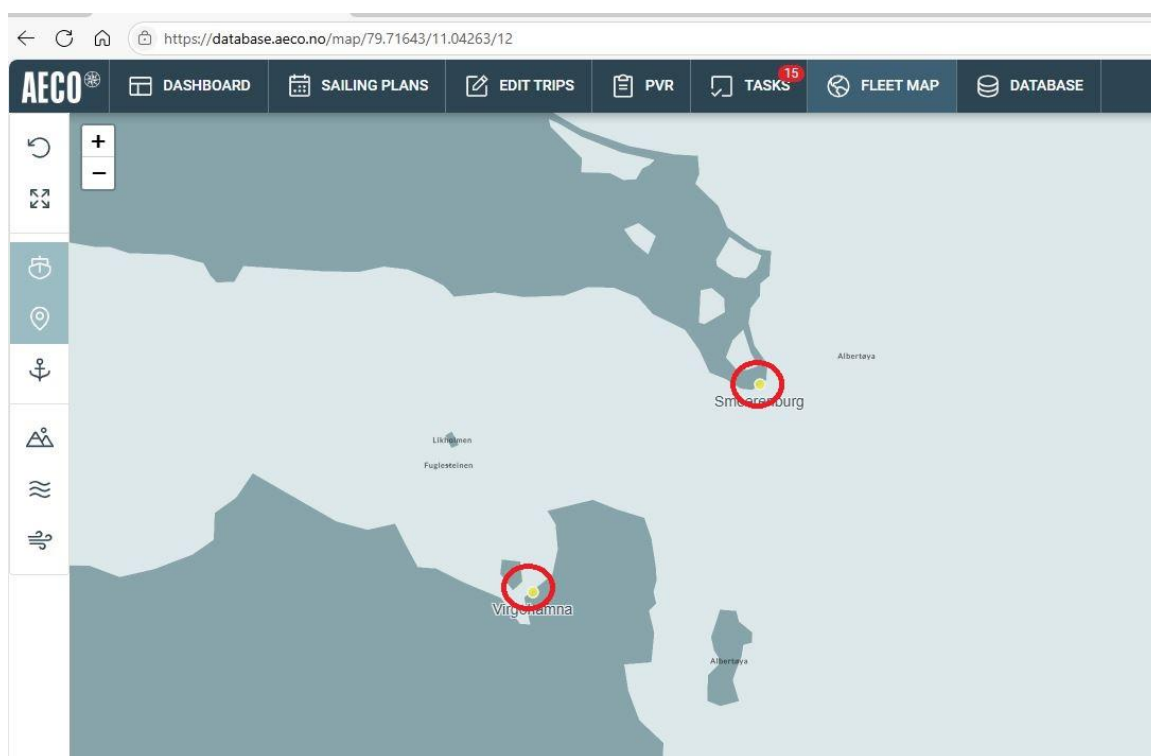 https://database.aeco.no/map/79.71643/11.04263/12
AECO®
DASHBOARD
SAILING PLANS
EDIT TRIPS
PVR
TASKS
15
FLEET MAP
DATABASE
+
−
Albertøya
Smeerenburg
Likholmen
Fuglesteinen
Virgohamna
Albertøya